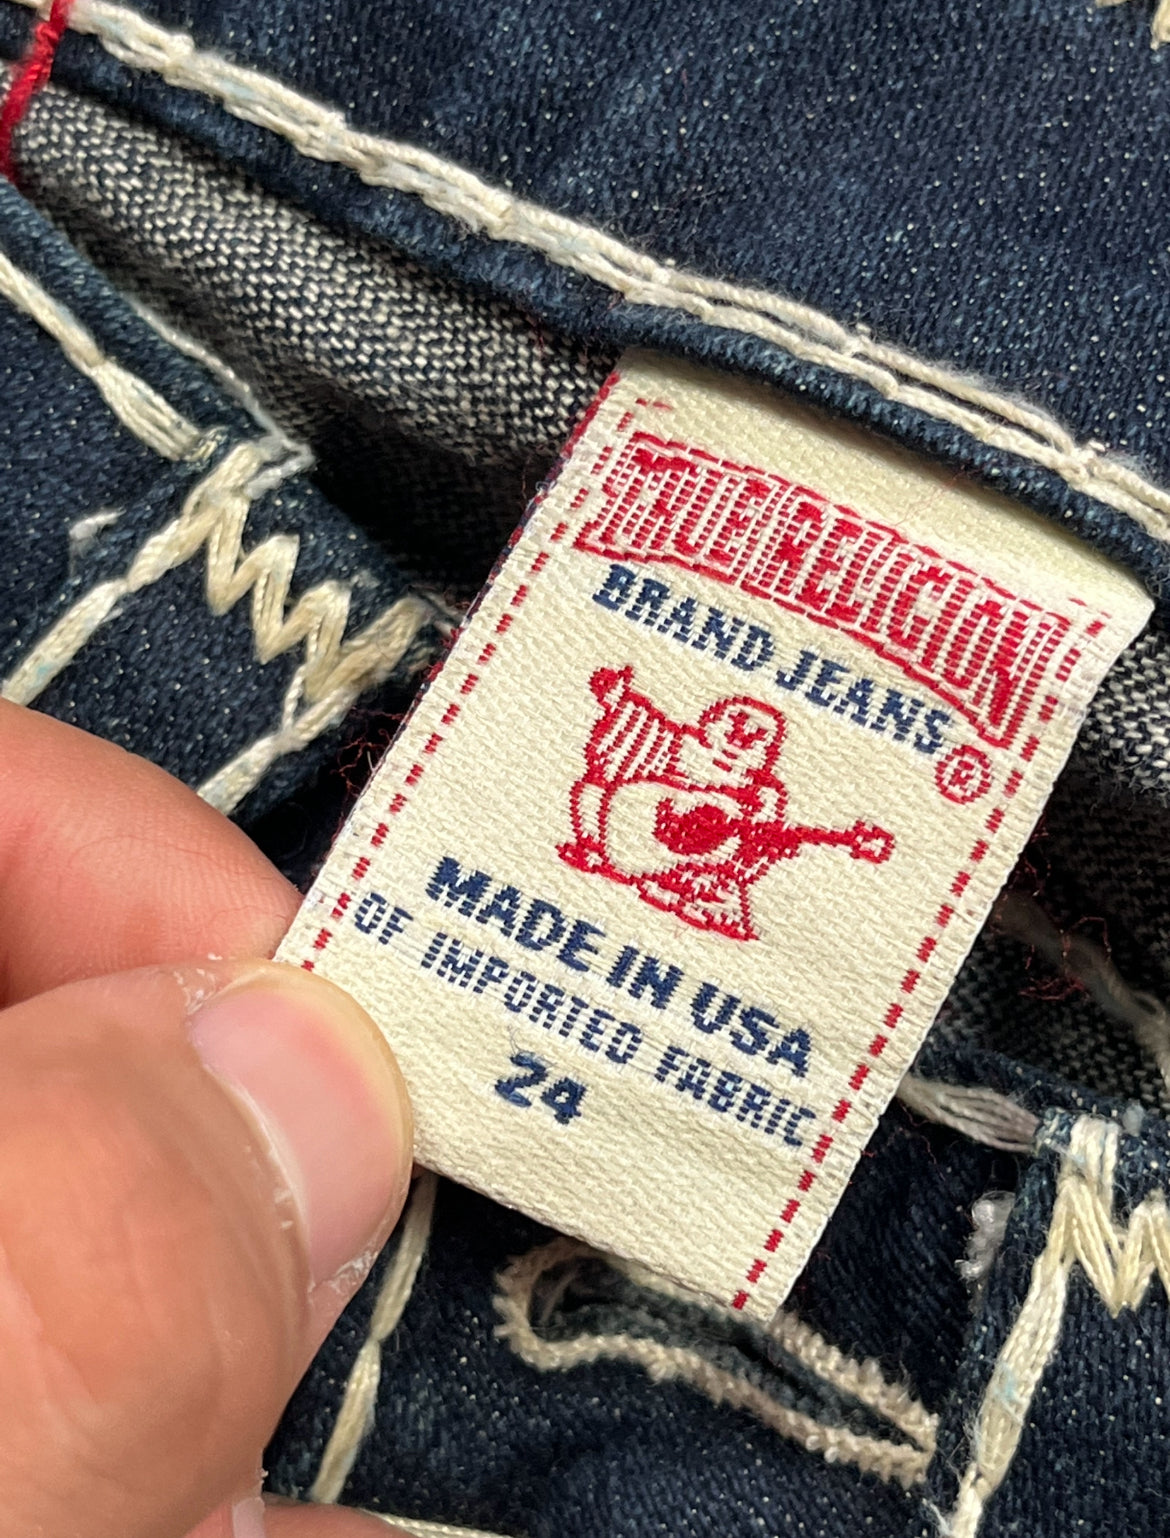 TRUE RELIGION
BRAND JEANS ®
MADE IN USA
OF IMPORTED FABRIC
24